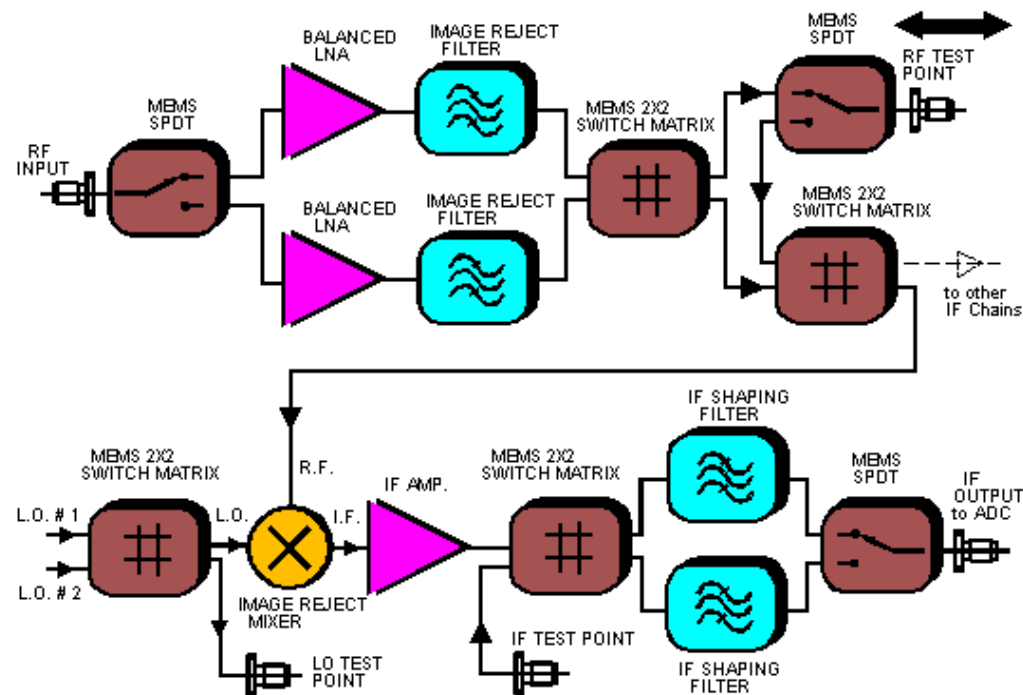 BALANCED
LNA
IMAGE REJECT
FILTER
MEMS
SPDT
RF TEST
POINT
MEMS
SPDT
MEMS 2X2
SWITCH MATRIX
RF
INPUT
BALANCED
LNA
IMAGE REJECT
FILTER
MEMS 2X2
SWITCH MATRIX
to other
IF Chains
IF SHAPING
FILTER
MEMS 2X2
SWITCH MATRIX
R.F.
IF AMP.
MEMS 2X2
SWITCH MATRIX
MEMS
SPDT
IF
OUTPUT
to ADC
L.O. # 1
L.O.
I.F.
L.O. # 2
IMAGE REJECT
MIXER
LO TEST
POINT
IF TEST POINT
IF SHAPING
FILTER